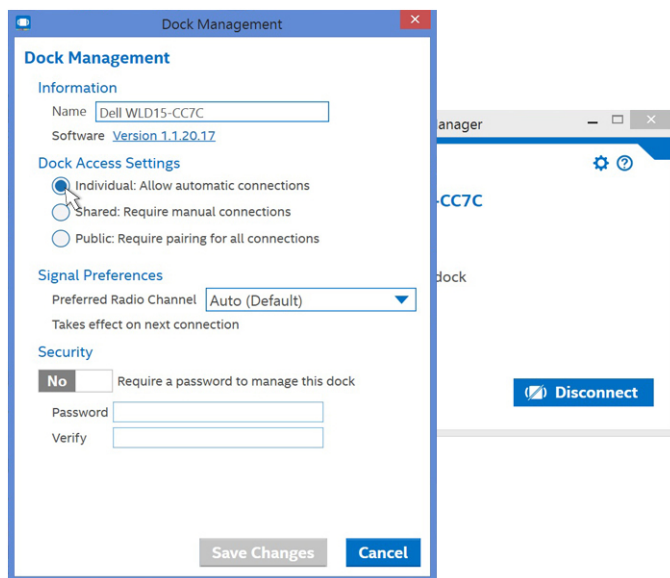 Dock Management
Dock Management
Information
Name Dell WLD15-CC7C
Software Version 1.1.20.17
Dock Access Settings
Individual: Allow automatic connections
Shared: Require manual connections
Public: Require pairing for all connections
Signal Preferences
Preferred Radio Channel Auto (Default)
Takes effect on next connection
Security
No Require a password to manage this dock
Password
Verify
Save Changes Cancel
anager
-CC7C
dock
Disconnect